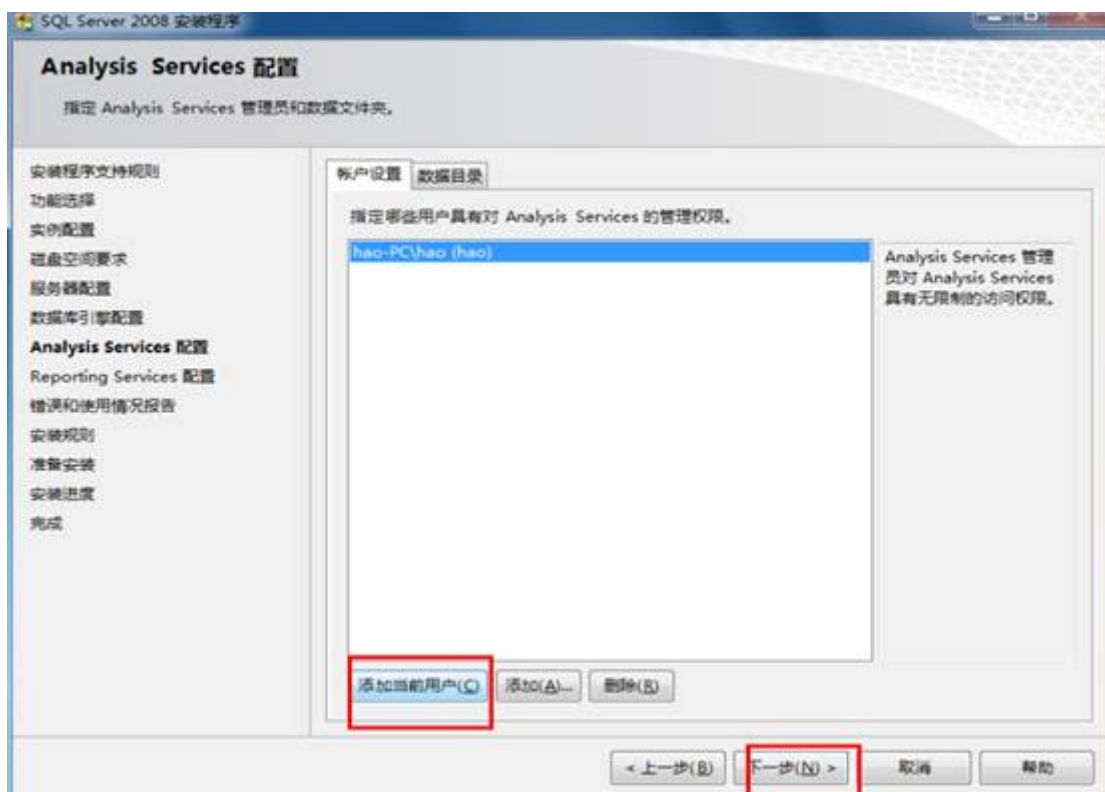 SQL Server 2008 安装程序
Analysis Services 配置
指定 Analysis Services 管理员和数据文件夹。
安装程序支持规则
功能选择
实例配置
磁盘空间要求
服务器配置
数据库引擎配置
Analysis Services 配置
Reporting Services 配置
错误和使用情况报告
安装规则
准备安装
安装进度
完成
帐户设置 数据目录
指定哪些用户具有对 Analysis Services 的管理权限。
hao-PC\hao (hao)
Analysis Services 管理
员对 Analysis Services
具有无限制的访问权限。
添加当前用户(C) 添加(A)... 删除(R)
< 上一步(B) 下一步(N) > 取消 帮助